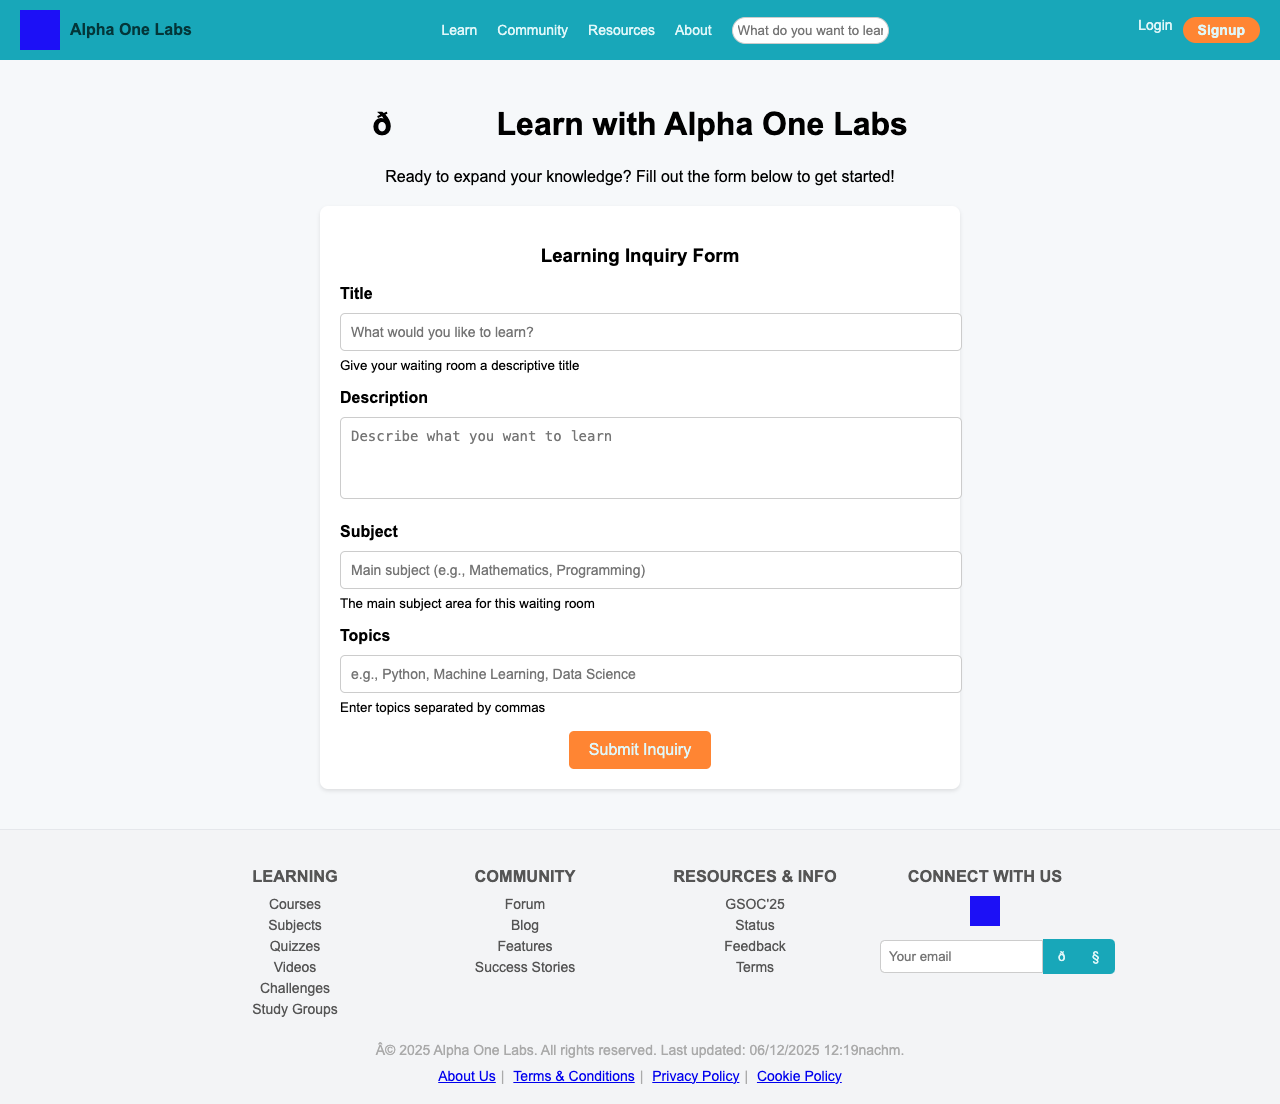 Alpha One Labs
Learn Community Resources About What do you want to lear
Login Signup
ð Learn with Alpha One Labs
Ready to expand your knowledge? Fill out the form below to get started!
Learning Inquiry Form
Title
What would you like to learn?
Give your waiting room a descriptive title
Description
Describe what you want to learn
Subject
Main subject (e.g., Mathematics, Programming)
The main subject area for this waiting room
Topics
e.g., Python, Machine Learning, Data Science
Enter topics separated by commas
Submit Inquiry
LEARNING
Courses
Subjects
Quizzes
Videos
Challenges
Study Groups
COMMUNITY
Forum
Blog
Features
Success Stories
RESOURCES & INFO
GSOC'25
Status
Feedback
Terms
CONNECT WITH US
Your email ð §
Â© 2025 Alpha One Labs. All rights reserved. Last updated: 06/12/2025 12:19nachm.
About Us | Terms & Conditions | Privacy Policy | Cookie Policy